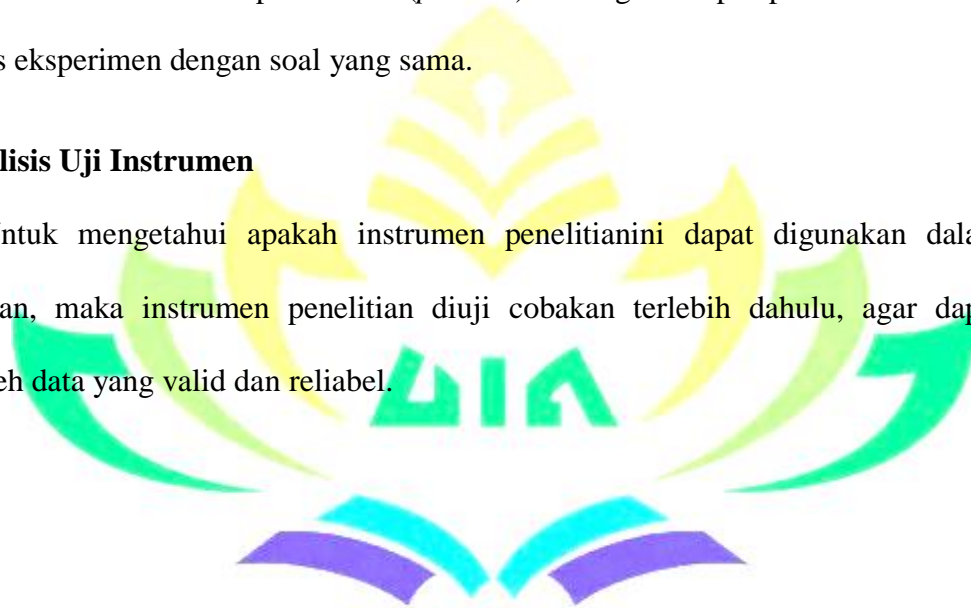 s eksperimen dengan soal yang sama.
lisis Uji Instrumen
ntuk mengetahui apakah instrumen penelitianini dapat digunakan dala
an, maka instrumen penelitian diuji cobakan terlebih dahulu, agar dap
eh data yang valid dan reliabel.
UIN